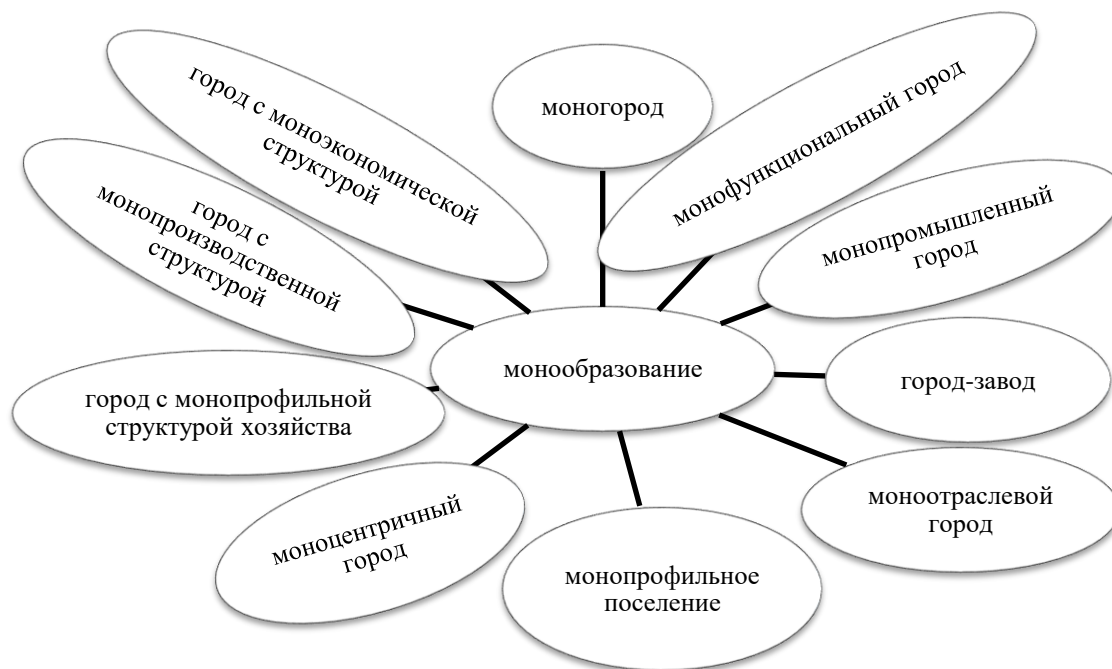 моногород
город с моноэкономической
структурой
монофункциональный город
город с
монопроизводственной
структурой
монопромышленный
город
монообразование
город-завод
город с монопрофильной
структурой хозяйства
моноотраслевой
город
моноцентричный
город
монопрофильное
поселение